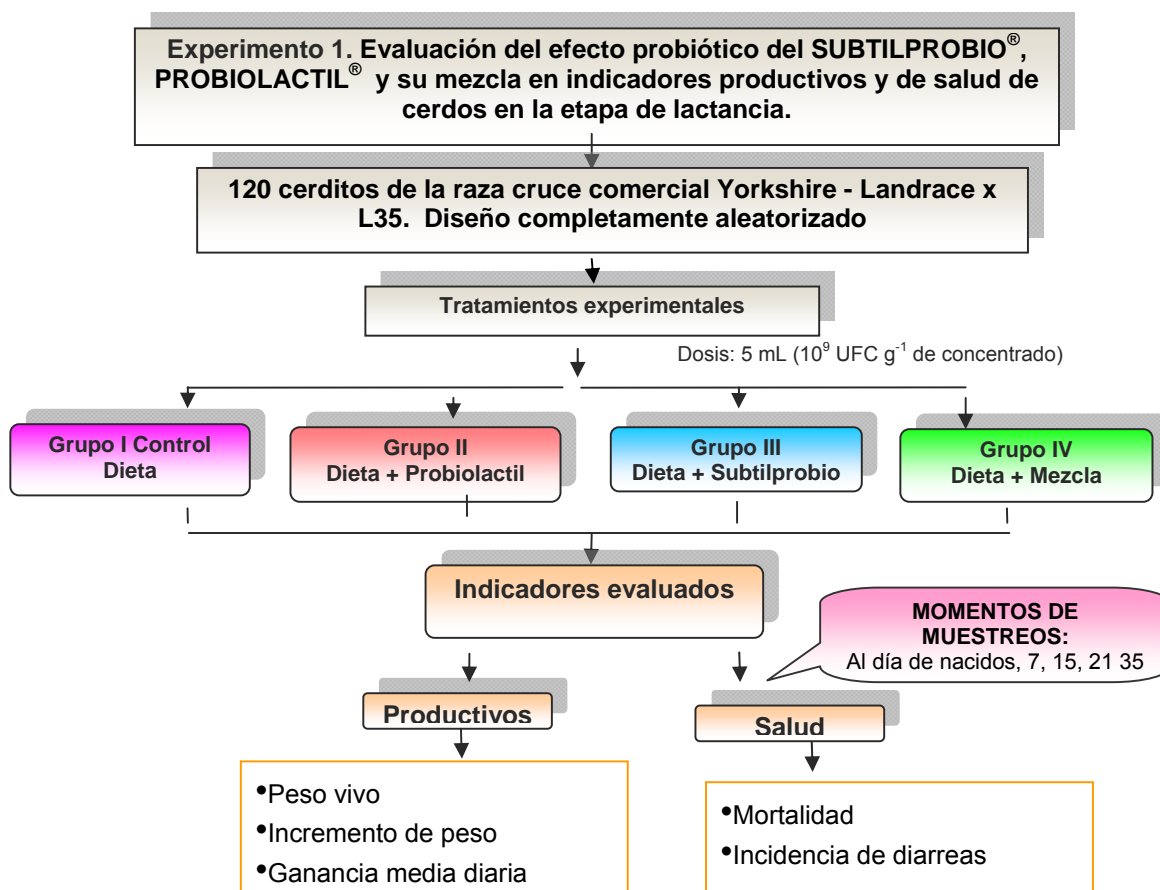 Experimento 1. Evaluación del efecto probiótico del SUBTILPROBIO®,
PROBIOLACTIL® y su mezcla en indicadores productivos y de salud de
cerdos en la etapa de lactancia.
120 cerditos de la raza cruce comercial Yorkshire - Landrace x
L35. Diseño completamente aleatorizado
Tratamientos experimentales
Dosis: 5 mL (10⁹ UFC g⁻¹ de concentrado)
Grupo I Control
Dieta
Grupo II
Dieta + Probiolactil
Grupo III
Dieta + Subtilprobio
Grupo IV
Dieta + Mezcla
Indicadores evaluados
MOMENTOS DE
MUESTREOS:
Al día de nacidos, 7, 15, 21 35
Productivos
Salud
•Peso vivo
•Incremento de peso
•Ganancia media diaria
•Mortalidad
•Incidencia de diarreas